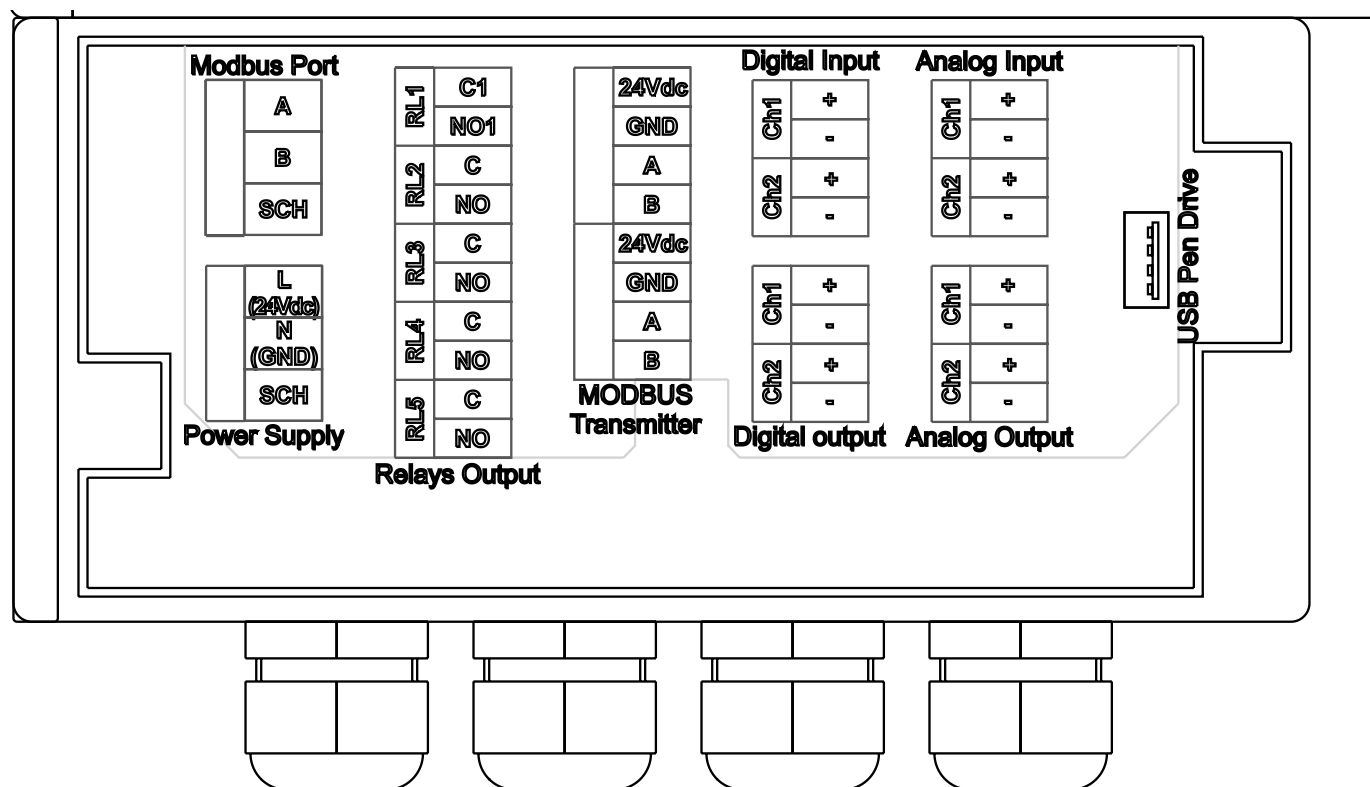 Modbus Port
A
B
SCH
L
(24Vdc)
N
(GND)
SCH
Power Supply
RL1
C1
NO1
RL2
C
NO
RL3
C
NO
RL4
C
NO
RL5
C
NO
Relays Output
24Vdc
GND
A
B
24Vdc
GND
A
B
MODBUS
Transmitter
Digital Input
Ch1
+
-
Ch2
+
-
Ch1
+
-
Ch2
+
-
Digital output
Analog Input
Ch1
+
-
Ch2
+
-
Ch1
+
-
Ch2
+
-
Analog Output
USB Pen Drive